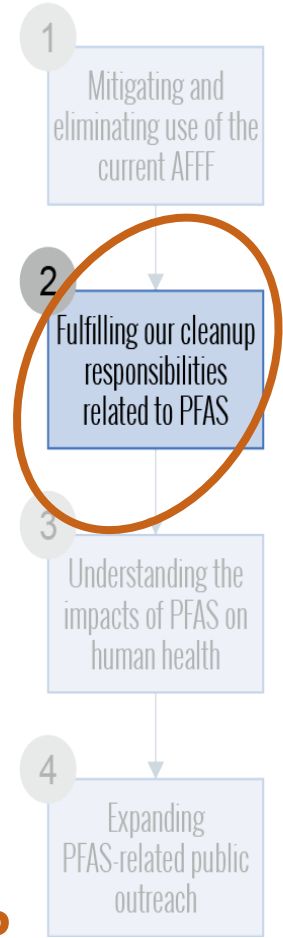 1
Mitigating and
eliminating use of the
current AFFF
2
Fulfilling our cleanup
responsibilities
related to PFAS
3
Understanding the
impacts of PFAS on
human health
4
Expanding
PFAS-related public
outreach